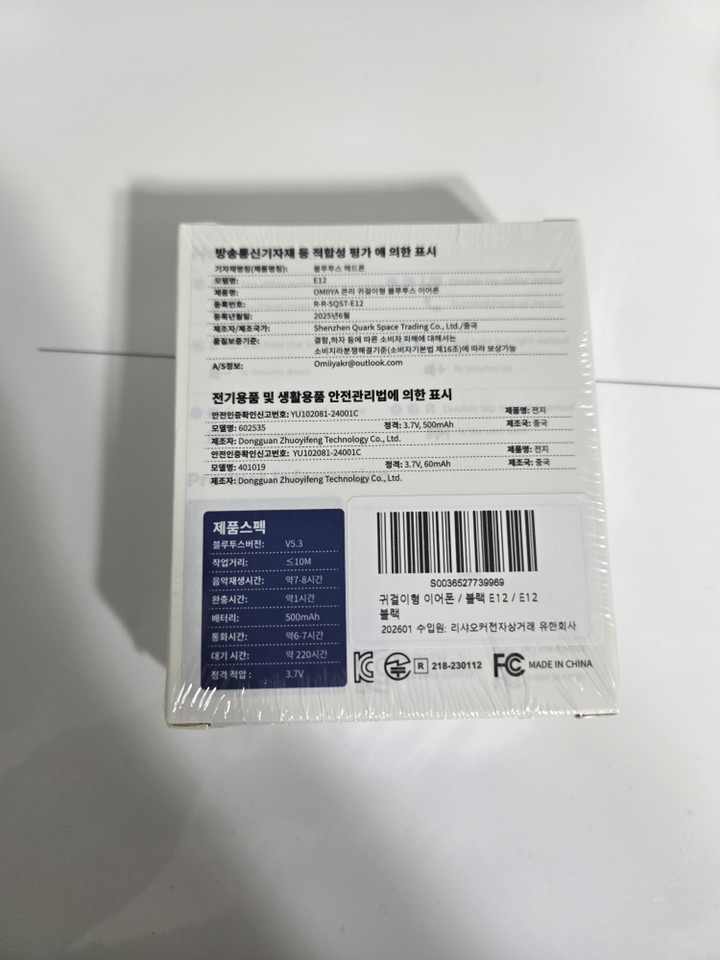 방송통신기자재 등 적합성 평가 에 의한 표시
기자재명칭(제품명칭): 블루투스 헤드폰
모델명: E12
제품명: OMIIYA 콘리 귀걸이형 블루투스 이어폰
등록번호: R-R-SQST-E12
등록년월일: 2025년6월
제조자/제조국가: Shenzhen Quark Space Trading Co., Ltd./중국
품질보증기준: 결함,하자 등에 따른 소비자 피해에 대해서는
소비지라분쟁해결기준(소비자기본법 제16조)에 따라 보상가능
A/S정보: Omiiyakr@outlook.com
전기용품 및 생활용품 안전관리법에 의한 표시
안전인증확인신고번호: YU102081-24001C 제품명: 전지
모델명: 602535 정격: 3.7V, 500mAh 제조국: 중국
제조자: Dongguan Zhuoyifeng Technology Co., Ltd.
안전인증확인신고번호: YU102081-24001C 제품명: 전지
모델명: 401019 정격: 3.7V, 60mAh 제조국: 중국
제조자: Dongguan Zhuoyifeng Technology Co., Ltd.
제품스펙
블루투스버전: V5.3
작업거리: ≤10M
음악재생시간: 약7-8시간
완충시간: 약1시간
배터리: 500mAh
통화시간: 약6-7시간
대기 시간: 약 220시간
정격 적압 : 3.7V
S0036527739969
귀걸이형 이어폰 / 블랙 E12 / E12
블랙
202601 수입원: 리샤오커전자상거래 유한회사
R 218-230112 FC MADE IN CHINA